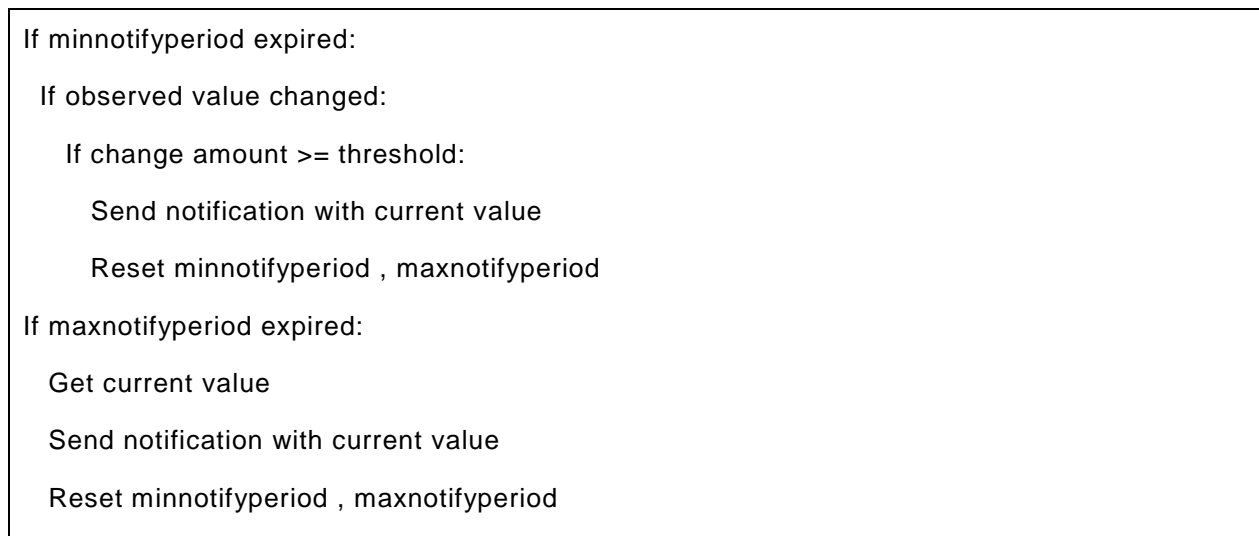 If minnotifyperiod expired:
If observed value changed:
If change amount >= threshold:
Send notification with current value
Reset minnotifyperiod , maxnotifyperiod
If maxnotifyperiod expired:
Get current value
Send notification with current value
Reset minnotifyperiod , maxnotifyperiod